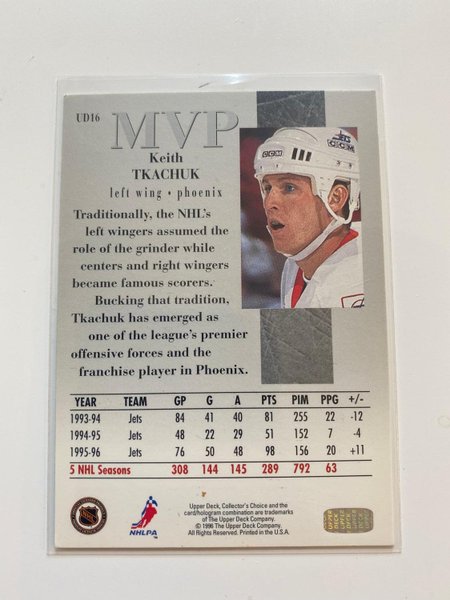 UD16
MVP
Keith
TKACHUK
left wing • phoenix
Traditionally, the NHL's
left wingers assumed the
role of the grinder while
centers and right wingers
became famous scorers.
Bucking that tradition,
Tkachuk has emerged as
one of the league's premier
offensive forces and the
franchise player in Phoenix.
YEAR TEAM GP G A PTS PIM PPG +/-
1993-94 Jets 84 41 40 81 255 22 -12
1994-95 Jets 48 22 29 51 152 7 -4
1995-96 Jets 76 50 48 98 156 20 +11
5 NHL Seasons 308 144 145 289 792 63
Upper Deck, Collector's Choice and the
card/hologram combination are trademarks
of The Upper Deck Company.
© 1996 The Upper Deck Company.
All Rights Reserved. Printed in the U.S.A.
NHLPA
CCM
UPPER
DECK